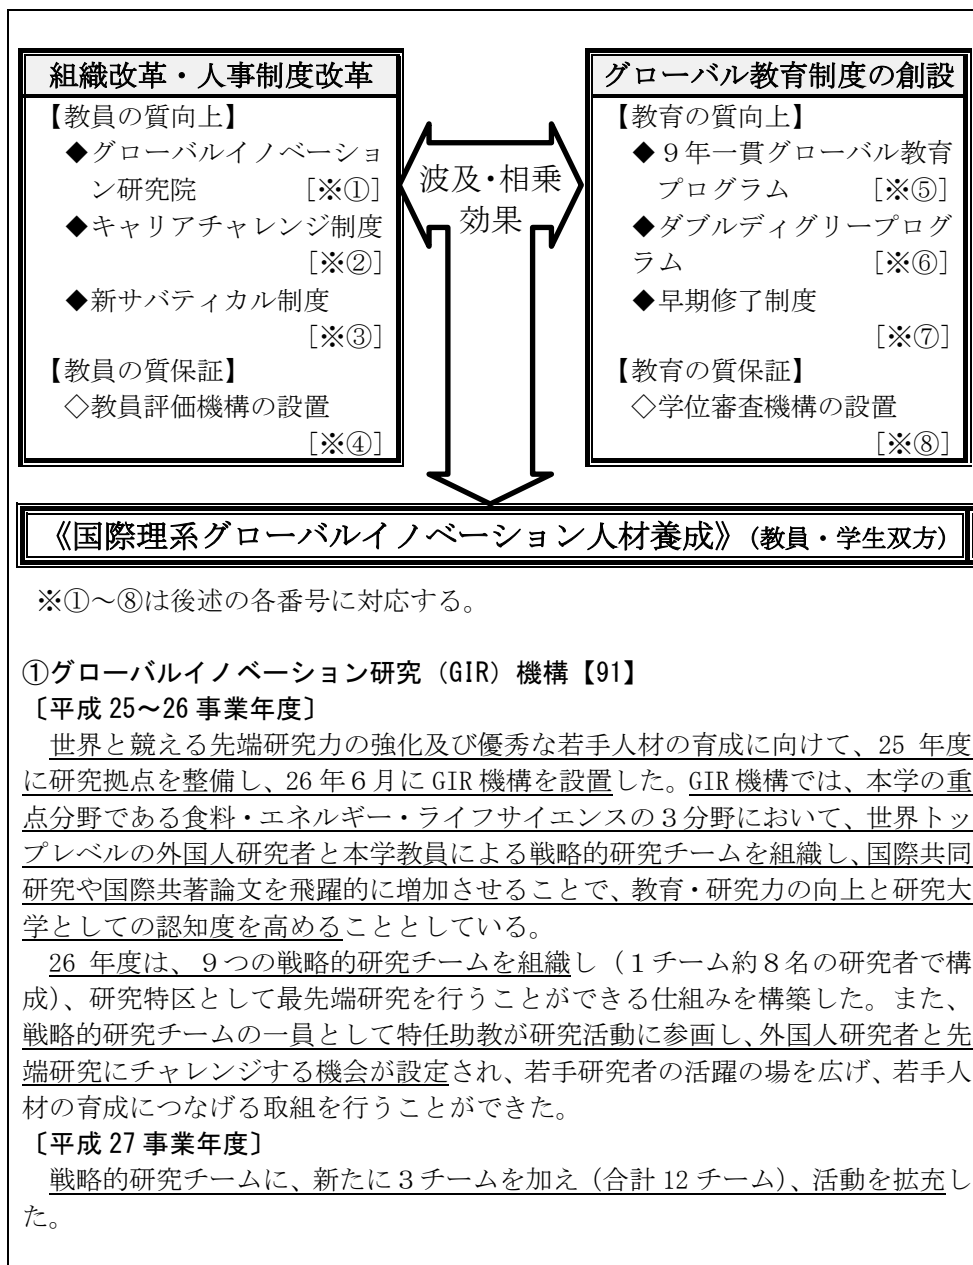 組織改革・人事制度改革
【教員の質向上】
◆グローバルイノベーショ
ン研究院 [※①]
◆キャリアチャレンジ制度
[※②]
◆新サバティカル制度
[※③]
【教員の質保証】
◇教員評価機構の設置
[※④]
波及・相乗
効果
グローバル教育制度の創設
【教育の質向上】
◆９年一貫グローバル教育
プログラム [※⑤]
◆ダブルディグリープログ
ラム [※⑥]
◆早期修了制度
[※⑦]
【教育の質保証】
◇学位審査機構の設置
[※⑧]
《国際理系グローバルイノベーション人材養成》（教員・学生双方）
※①～⑧は後述の各番号に対応する。
①グローバルイノベーション研究（GIR）機構【91】
〔平成 25～26 事業年度〕
世界と競える先端研究力の強化及び優秀な若手人材の育成に向けて、25 年度
に研究拠点を整備し、26 年６月に GIR 機構を設置した。GIR 機構では、本学の重
点分野である食料・エネルギー・ライフサイエンスの３分野において、世界トッ
プレベルの外国人研究者と本学教員による戦略的研究チームを組織し、国際共同
研究や国際共著論文を飛躍的に増加させることで、教育・研究力の向上と研究大
学としての認知度を高めることとしている。
26 年度は、９つの戦略的研究チームを組織し（１チーム約８名の研究者で構
成）、研究特区として最先端研究を行うことができる仕組みを構築した。また、
戦略的研究チームの一員として特任助教が研究活動に参画し、外国人研究者と先
端研究にチャレンジする機会が設定され、若手研究者の活躍の場を広げ、若手人
材の育成につなげる取組を行うことができた。
〔平成 27 事業年度〕
戦略的研究チームに、新たに３チームを加え（合計 12 チーム）、活動を拡充し
た。